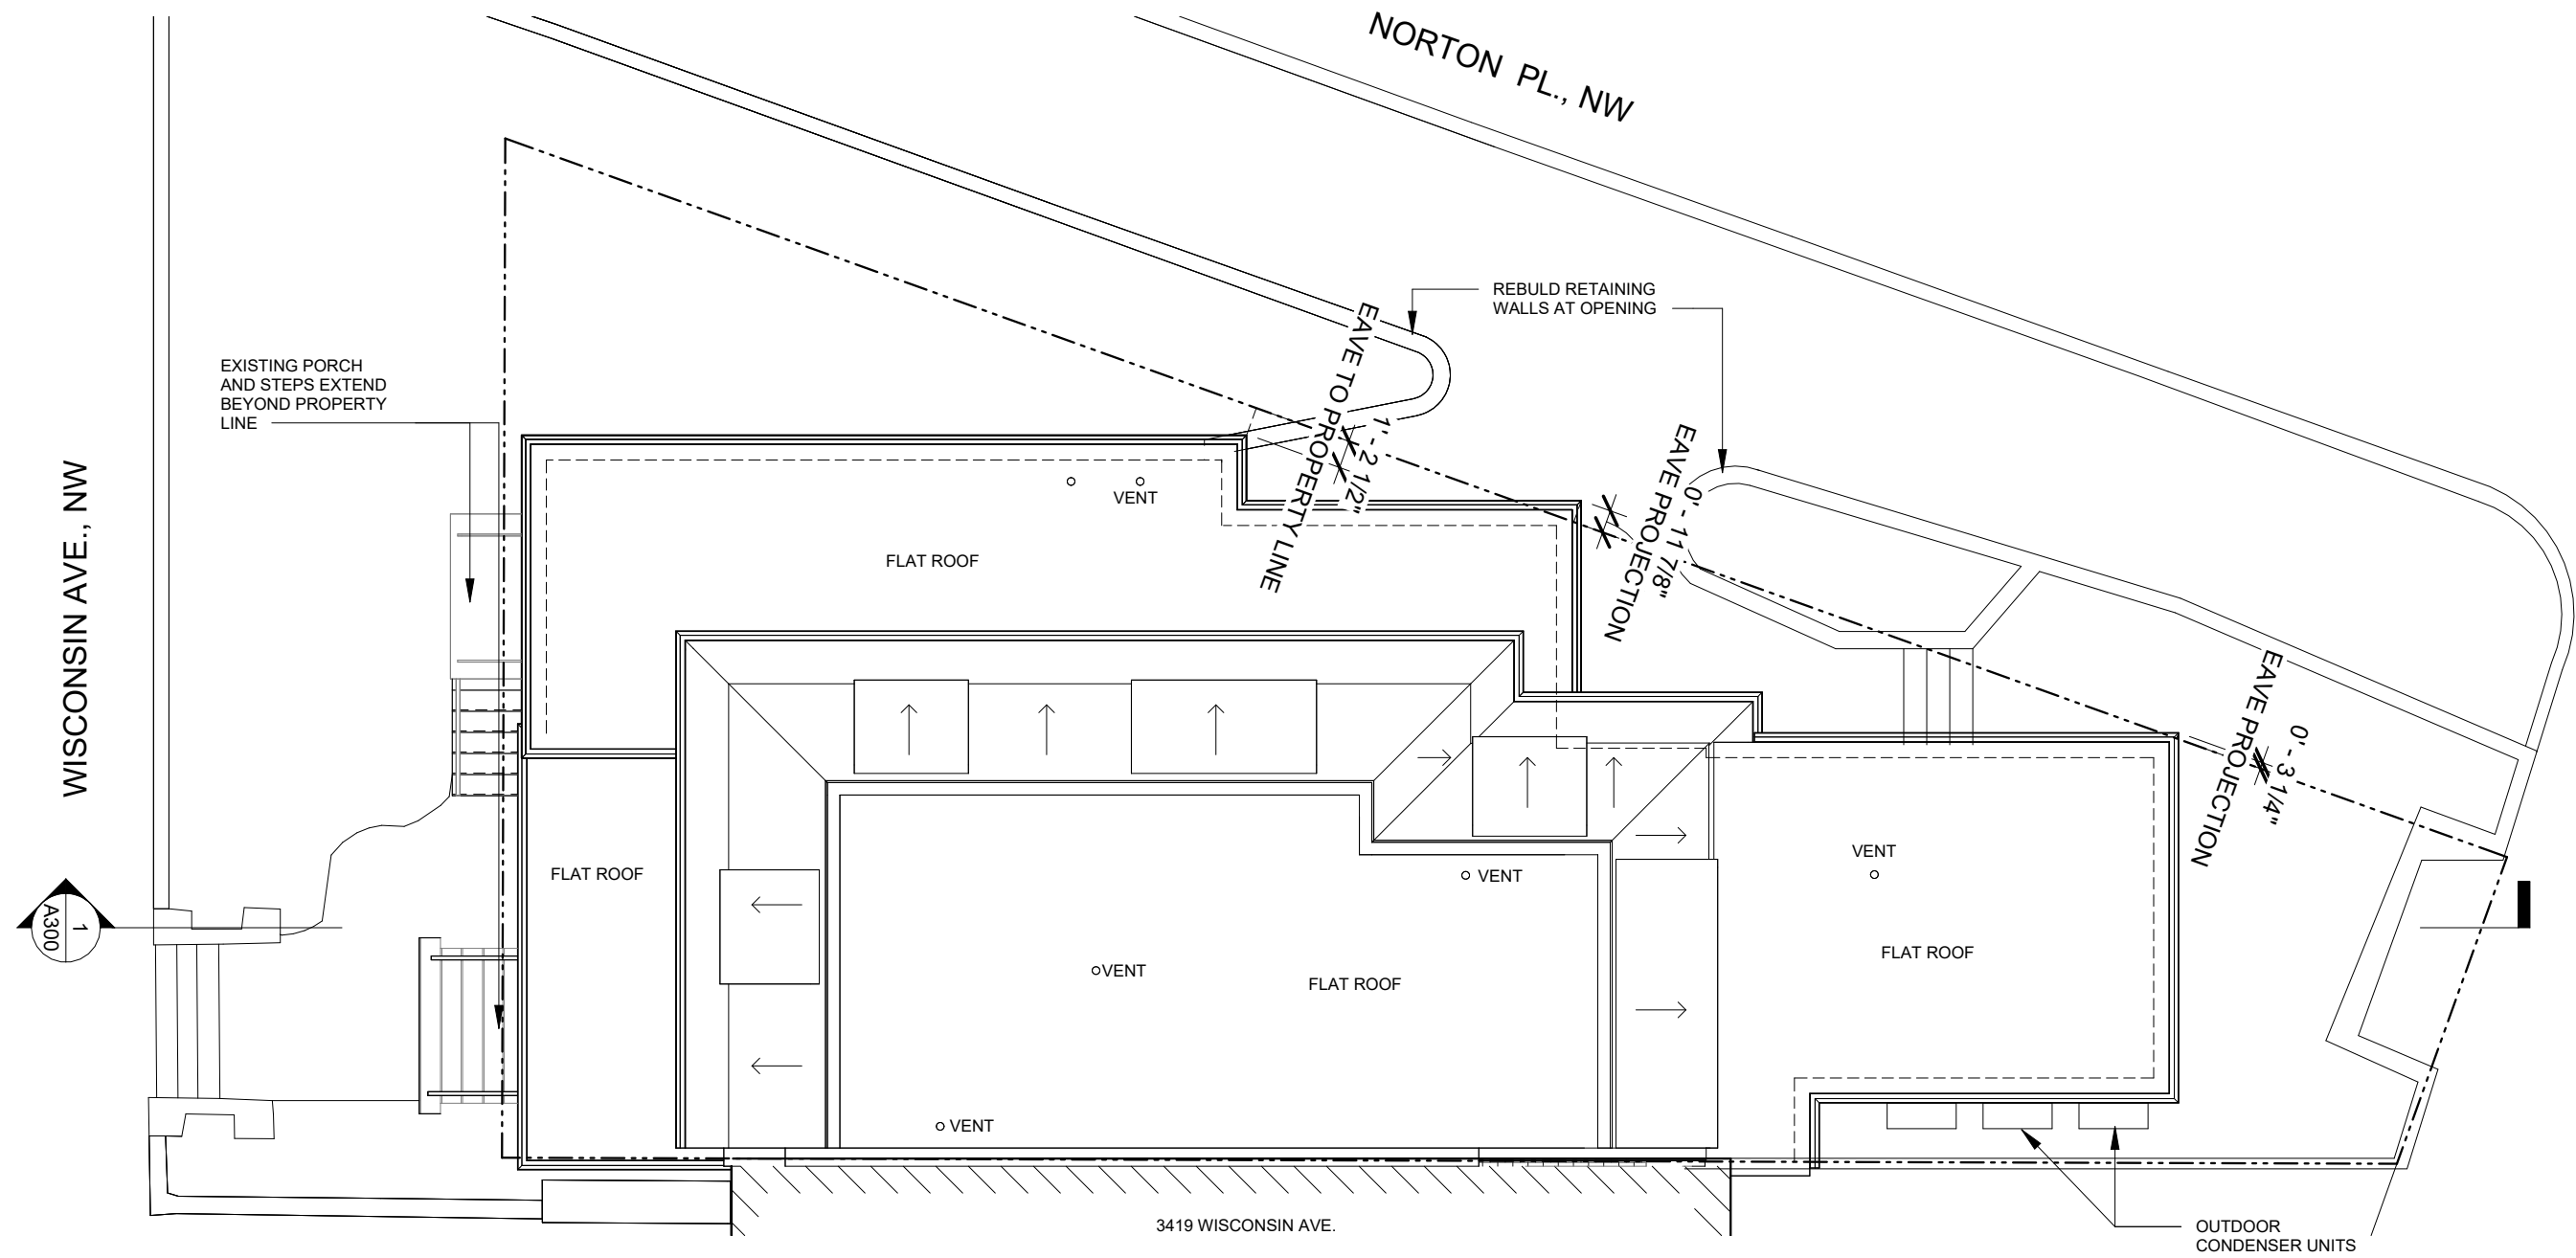 NORTON PL., NW
REBULD RETAINING
WALLS AT OPENING
EXISTING PORCH
AND STEPS EXTEND
BEYOND PROPERTY
LINE
EAVE TO PROPERTY LINE
1' - 2 1/2"
EAVE PROJECTION
0' - 11 7/8"
EAVE PROJECTION
0' - 3 1/4"
WISCONSIN AVE., NW
VENT
FLAT ROOF
FLAT ROOF
VENT
VENT
FLAT ROOF
VENT
FLAT ROOF
VENT
1
A300
3419 WISCONSIN AVE.
OUTDOOR
CONDENSER UNITS